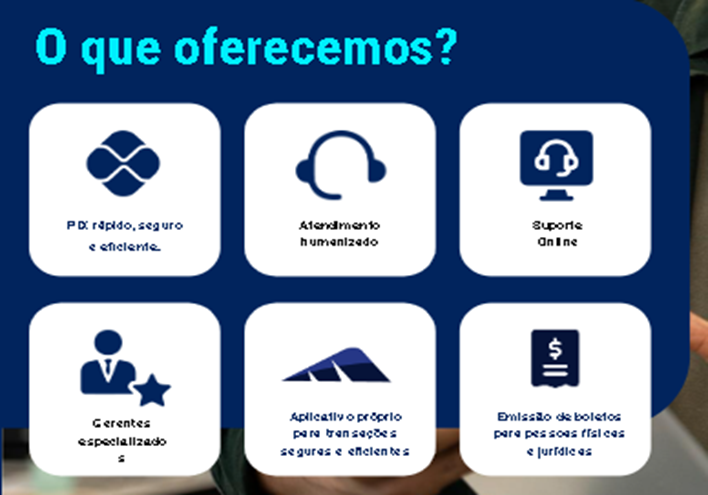 O que oferecemos?
PIX rápido, seguro
e eficiente.
Atendimento
humanizado
Suporte
Online
Gerentes
especializado
s
Aplicativo próprio
para transações
seguras e eficientes
Emissão de boletos
para pessoas físicas
e jurídicas
$